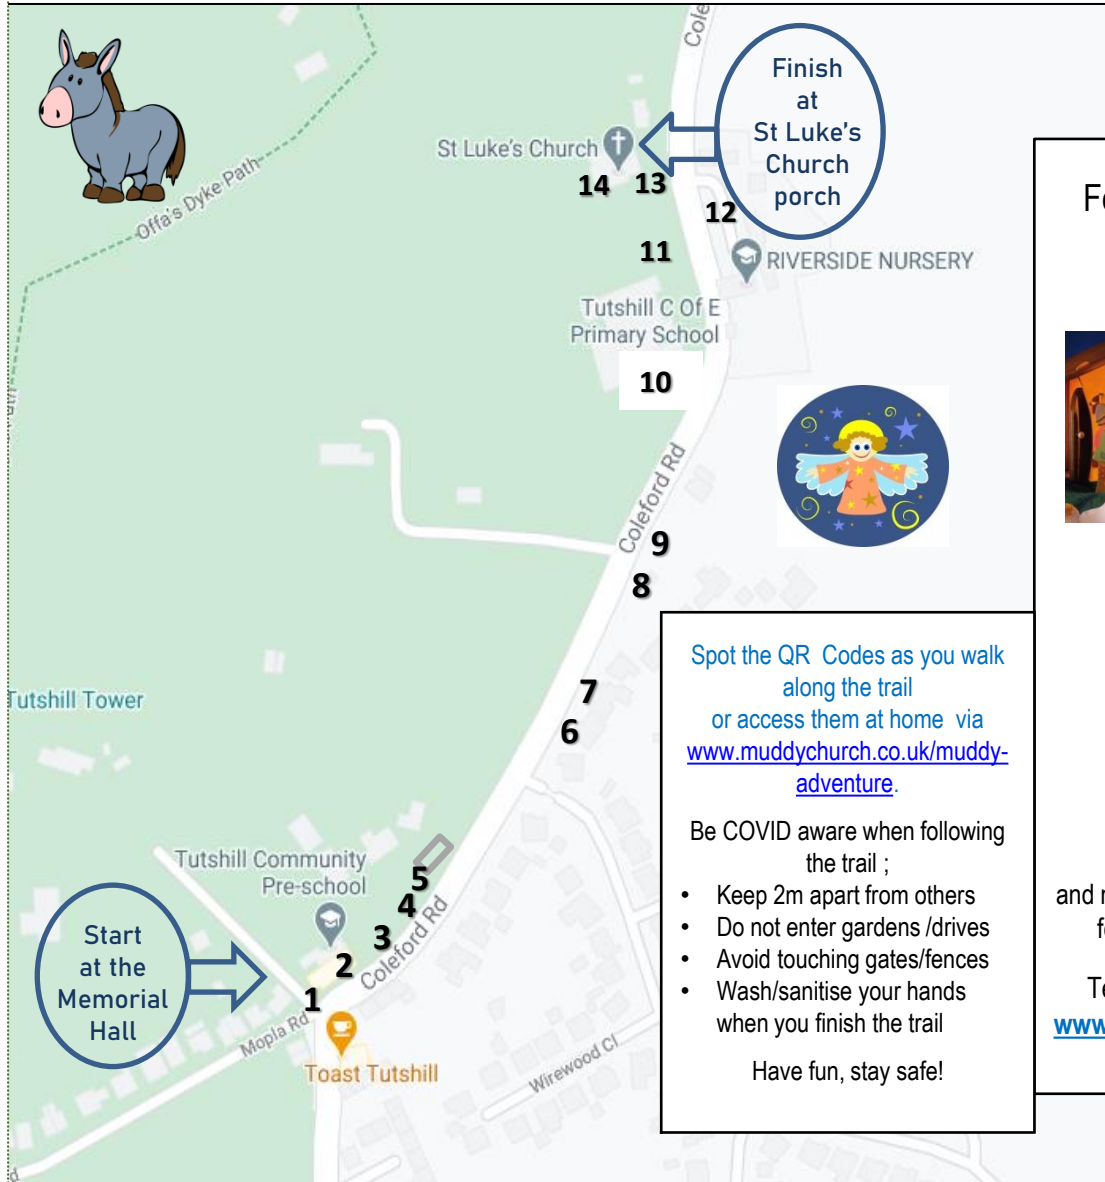 Cole
Finish
at
St Luke's
Church
porch
St Luke's Church
14
13
12
Offa's Dyke Path
11
RIVERSIDE NURSERY
Tutshill C Of E
Primary School
10
Coleford Rd
9
8
7
6
Tutshill Tower
Spot the QR Codes as you walk
along the trail
or access them at home via
www.muddychurch.co.uk/muddy-
adventure.
Be COVID aware when following
the trail ;
• Keep 2m apart from others
• Do not enter gardens /drives
• Avoid touching gates/fences
• Wash/sanitise your hands
when you finish the trail
Have fun, stay safe!
Tutshill Community
Pre-school
5
4
3
2
1
Coleford Rd
Start
at the
Memorial
Hall
Mopla Rd
Toast Tutshill
Wirewood Cl
Fo
and r
fo
Te
www